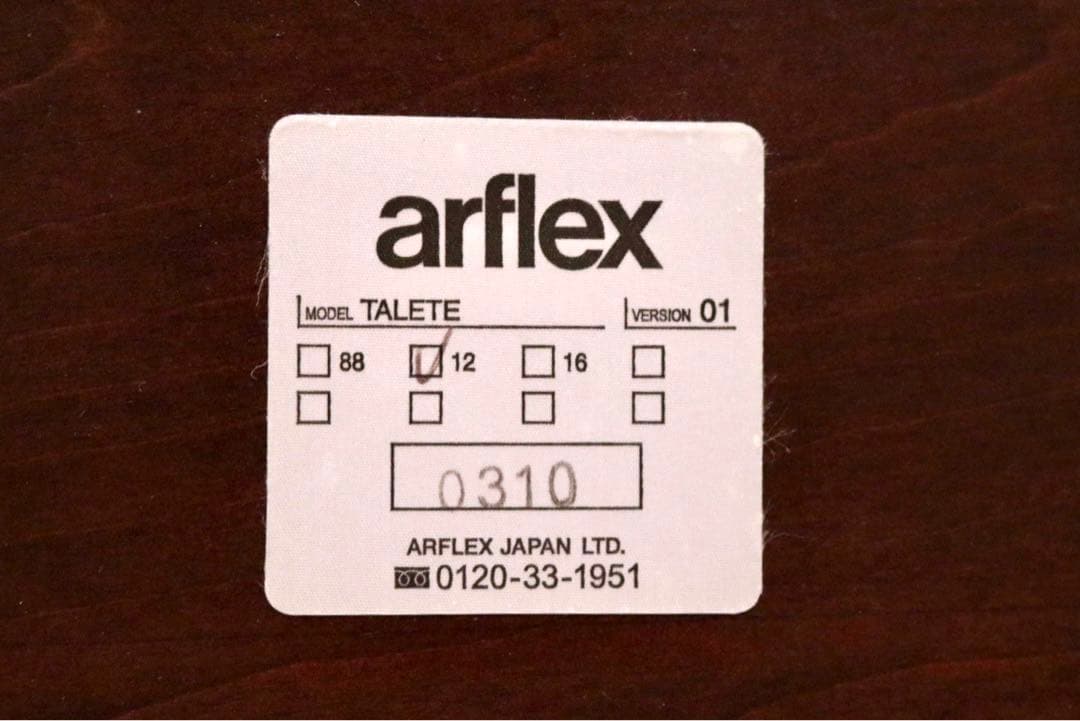 arflex
MODEL TALETE VERSION 01
☐ 88 ☑ 12 ☐ 16 ☐
☐ ☐ ☐ ☐
0310
ARFLEX JAPAN LTD.
0120-33-1951